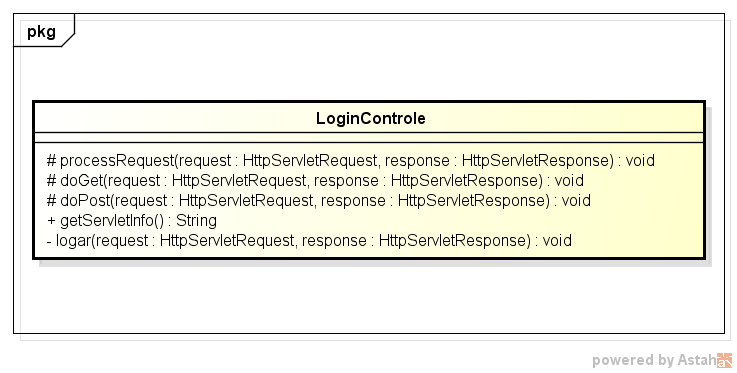 pkg
LoginControle
# processRequest(request : HttpServletRequest, response : HttpServletResponse) : void
# doGet(request : HttpServletRequest, response : HttpServletResponse) : void
# doPost(request : HttpServletRequest, response : HttpServletResponse) : void
+ getServletInfo() : String
- logar(request : HttpServletRequest, response : HttpServletResponse) : void
powered by Astah